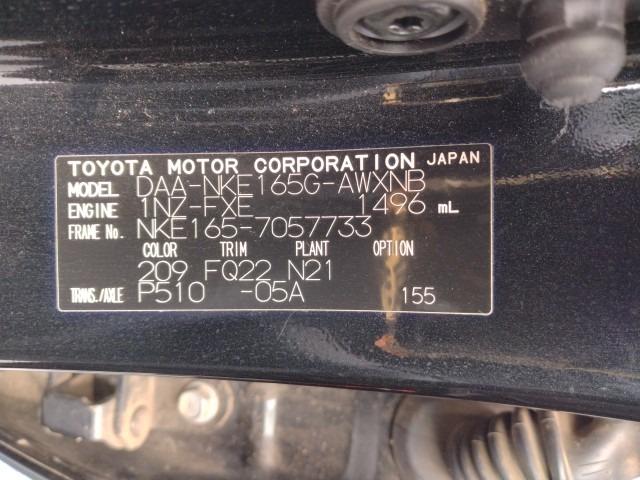 TOYOTA MOTOR CORPORATION JAPAN
MODEL DAA-NKE165G-AWXNB
ENGINE 1NZ-FXE 1496 mL
FRAME No. NKE165-7057733
COLOR TRIM PLANT OPTION
209 FQ22 N21
TRANS./AXLE P510 -05A 155